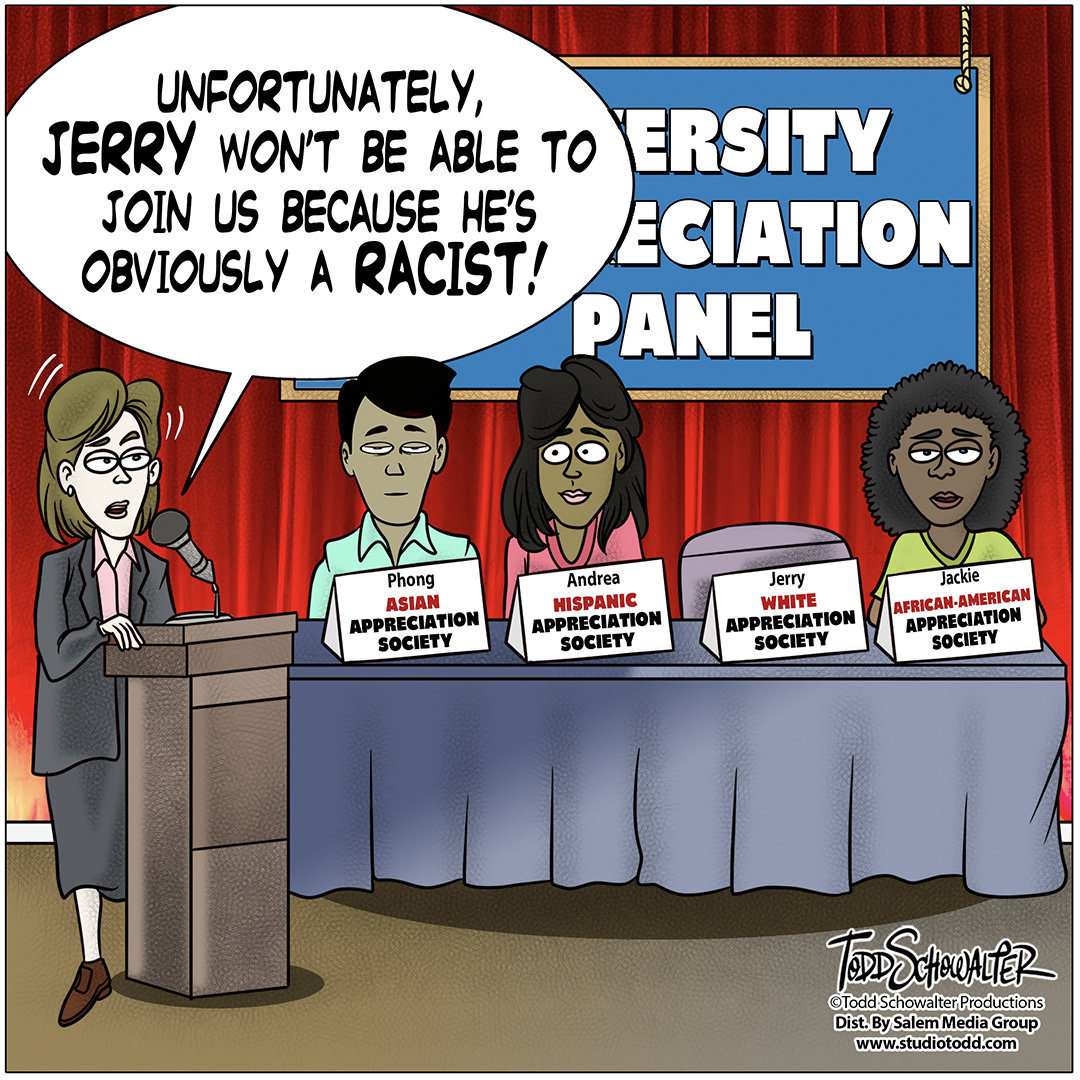 UNFORTUNATELY,
JERRY WON'T BE ABLE TO
JOIN US BECAUSE HE'S
OBVIOUSLY A RACIST!
ERSITY
ECIATION
PANEL
Phong
ASIAN
APPRECIATION
SOCIETY
Andrea
HISPANIC
APPRECIATION
SOCIETY
Jerry
WHITE
APPRECIATION
SOCIETY
Jackie
AFRICAN-AMERICAN
APPRECIATION
SOCIETY
TODD SCHOWALTER
©Todd Schowalter Productions
Dist. By Salem Media Group
www.studiotodd.com